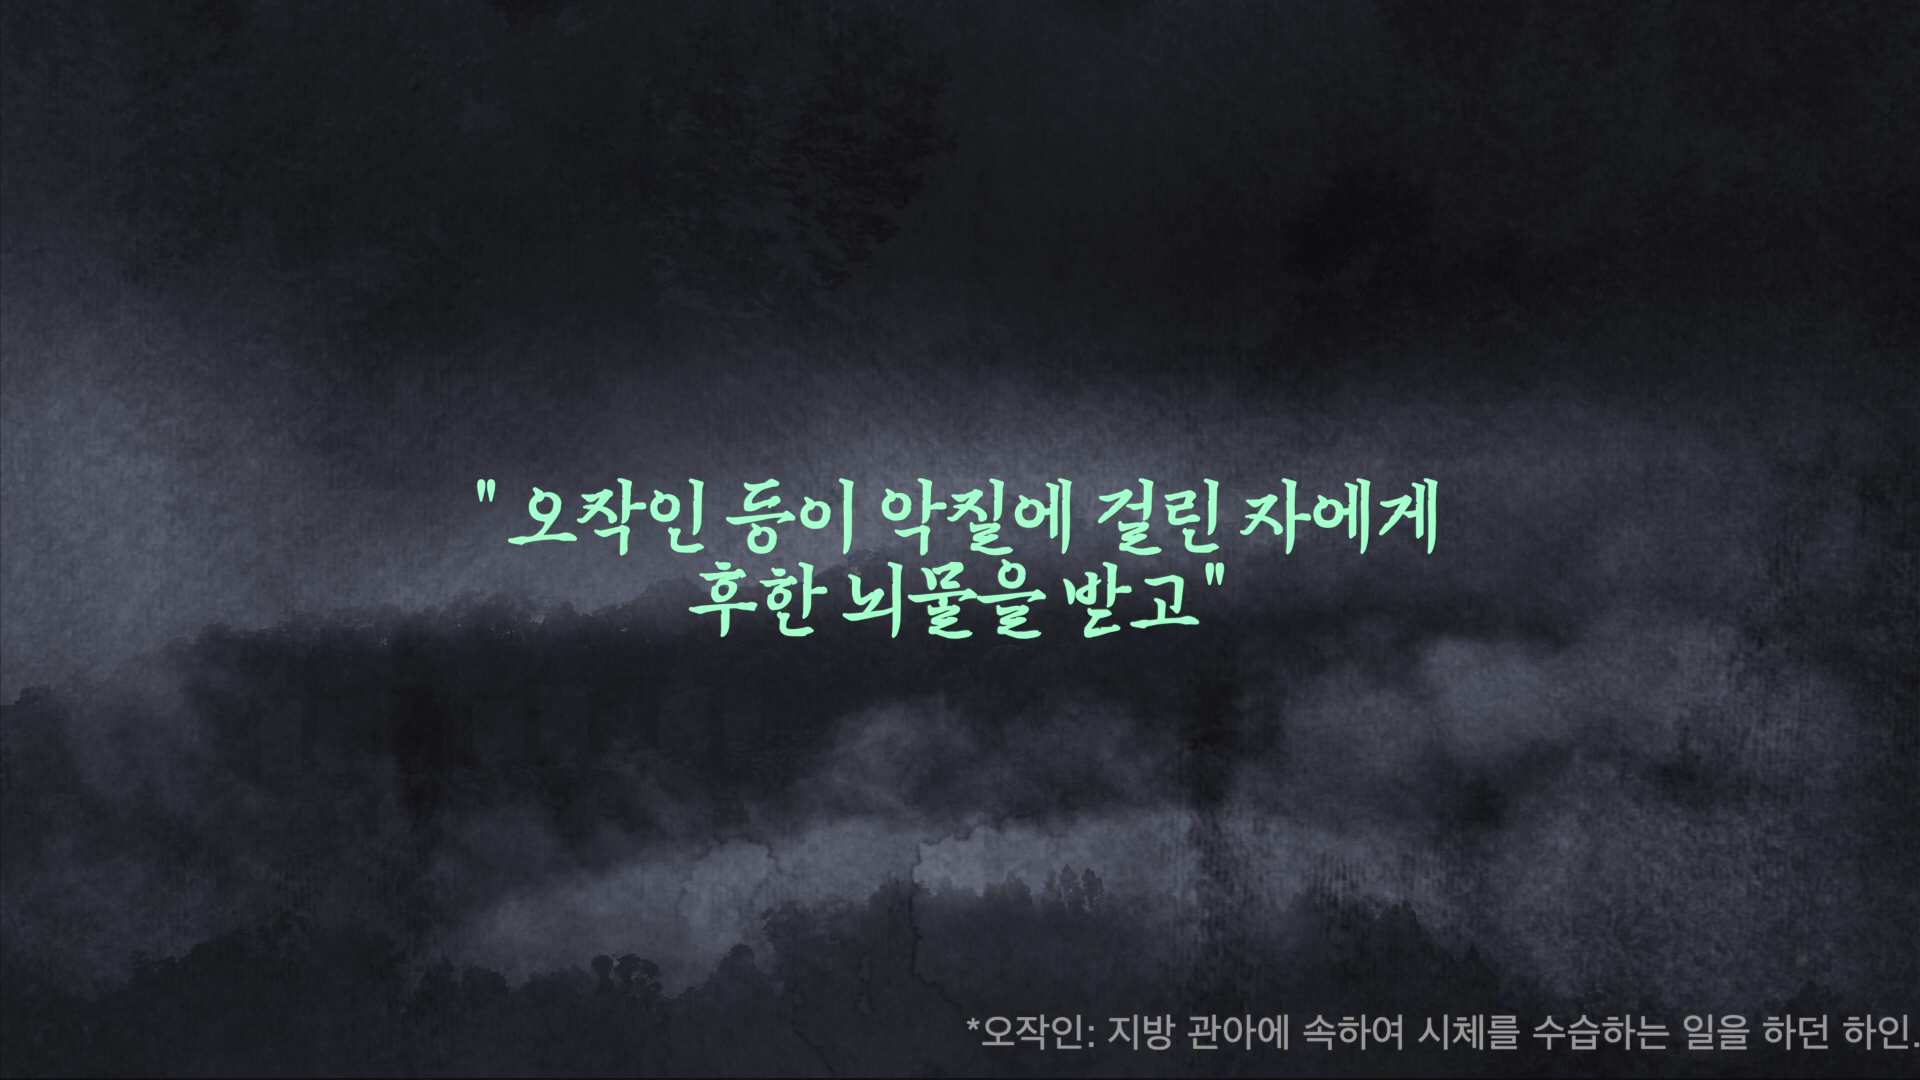 " 오작인 등이 악질에 걸린 자에게
후한 뇌물을 받고"
*오작인: 지방 관아에 속하여 시체를 수습하는 일을 하던 하인.